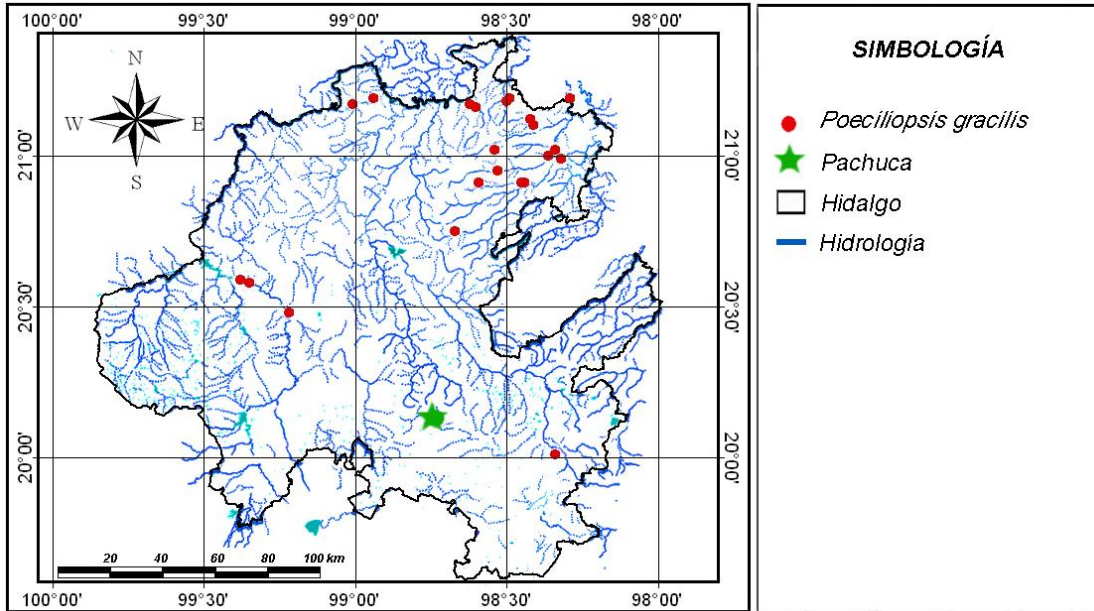 100°00' 99°30' 99°00' 98°30' 98°00'
N
W E
S
21°00' 21°00'
20°30' 20°30'
20°00' 20°00'
20 40 60 80 100 km
100°00' 99°30' 99°00' 98°30' 98°00'
SIMBOLOGÍA
Poeciliopsis gracilis
Pachuca
Hidalgo
Hidrología